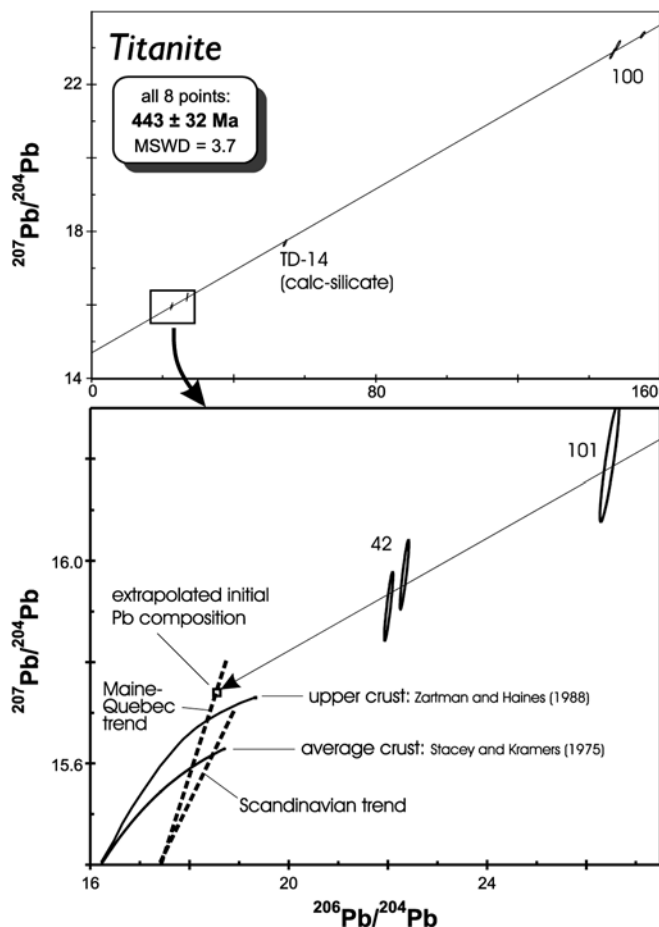 Titanite
all 8 points:
443 ± 32 Ma
MSWD = 3.7
²⁰⁷Pb/²⁰⁴Pb
22
18
14
100
TD-14
(calc-silicate)
0
80
160
101
42
16.0
extrapolated initial
Pb composition
²⁰⁷Pb/²⁰⁴Pb
Maine-
Quebec
trend
upper crust: Zartman and Haines (1988)
average crust: Stacey and Kramers (1975)
15.6
Scandinavian trend
16
20
24
²⁰⁶Pb/²⁰⁴Pb